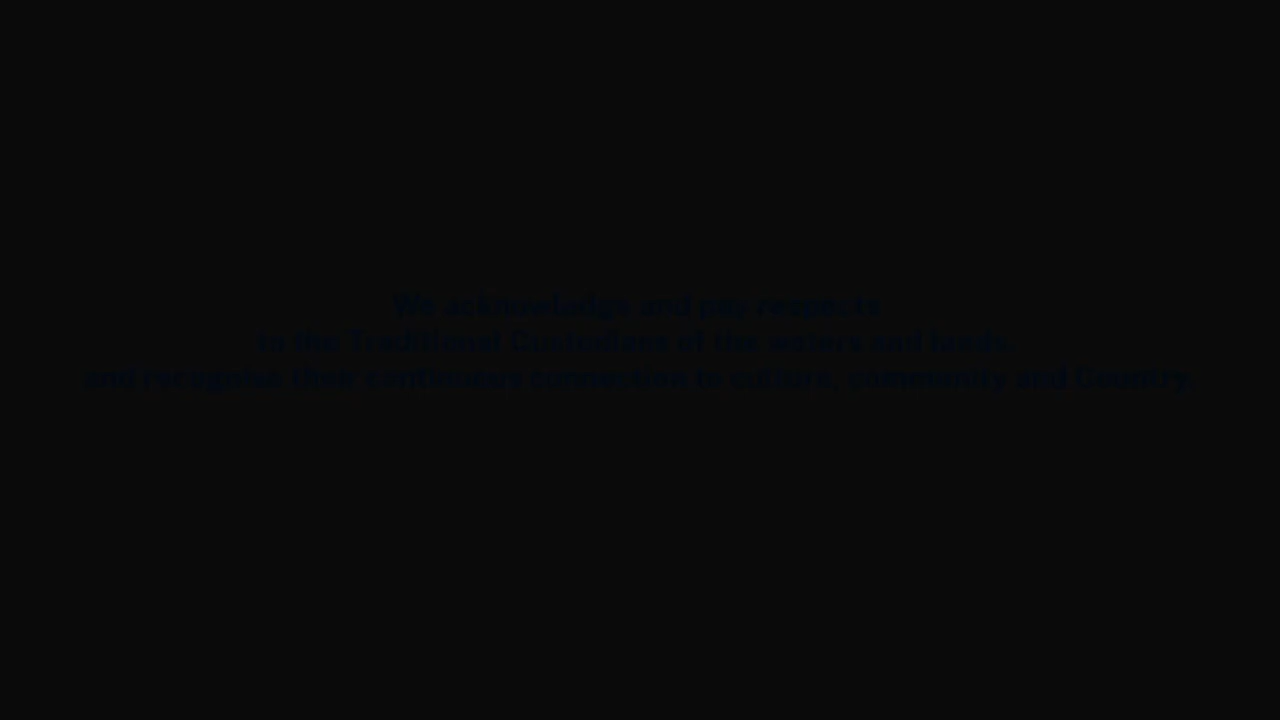 We acknowledge and pay respects
to the Traditional Custodians of the waters and lands,
and recognise their continuous connection to culture, community and Country